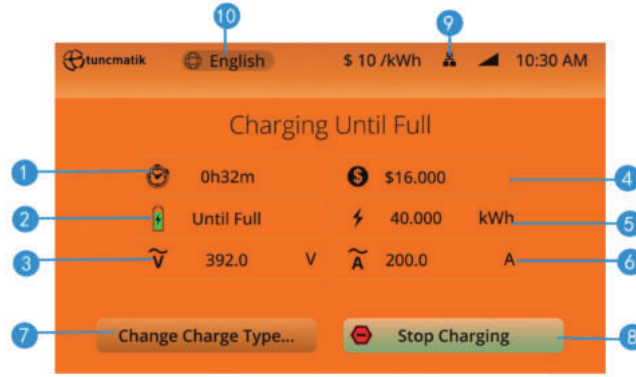 10 9
tuncmatik English $ 10 /kWh 10:30 AM
Charging Until Full
1 0h32m $16.000 4
2 Until Full 40.000 kWh 5
3 V 392.0 V A 200.0 A 6
7 Change Charge Type... Stop Charging 8